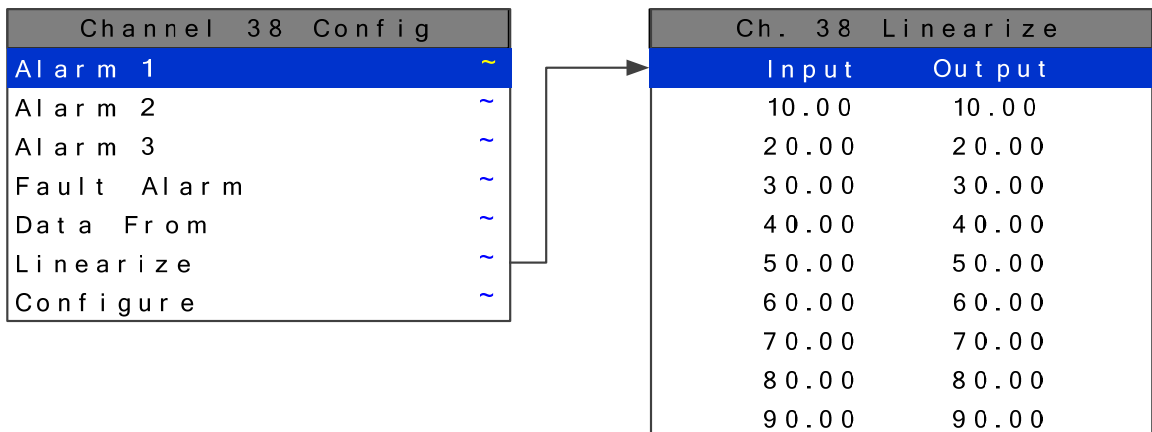 Channel 38 Config
Alarm 1 ~
Alarm 2 ~
Alarm 3 ~
Fault Alarm ~
Data From ~
Linearize ~
Configure ~
Ch. 38 Linearize
Input Output
10.00 10.00
20.00 20.00
30.00 30.00
40.00 40.00
50.00 50.00
60.00 60.00
70.00 70.00
80.00 80.00
90.00 90.00